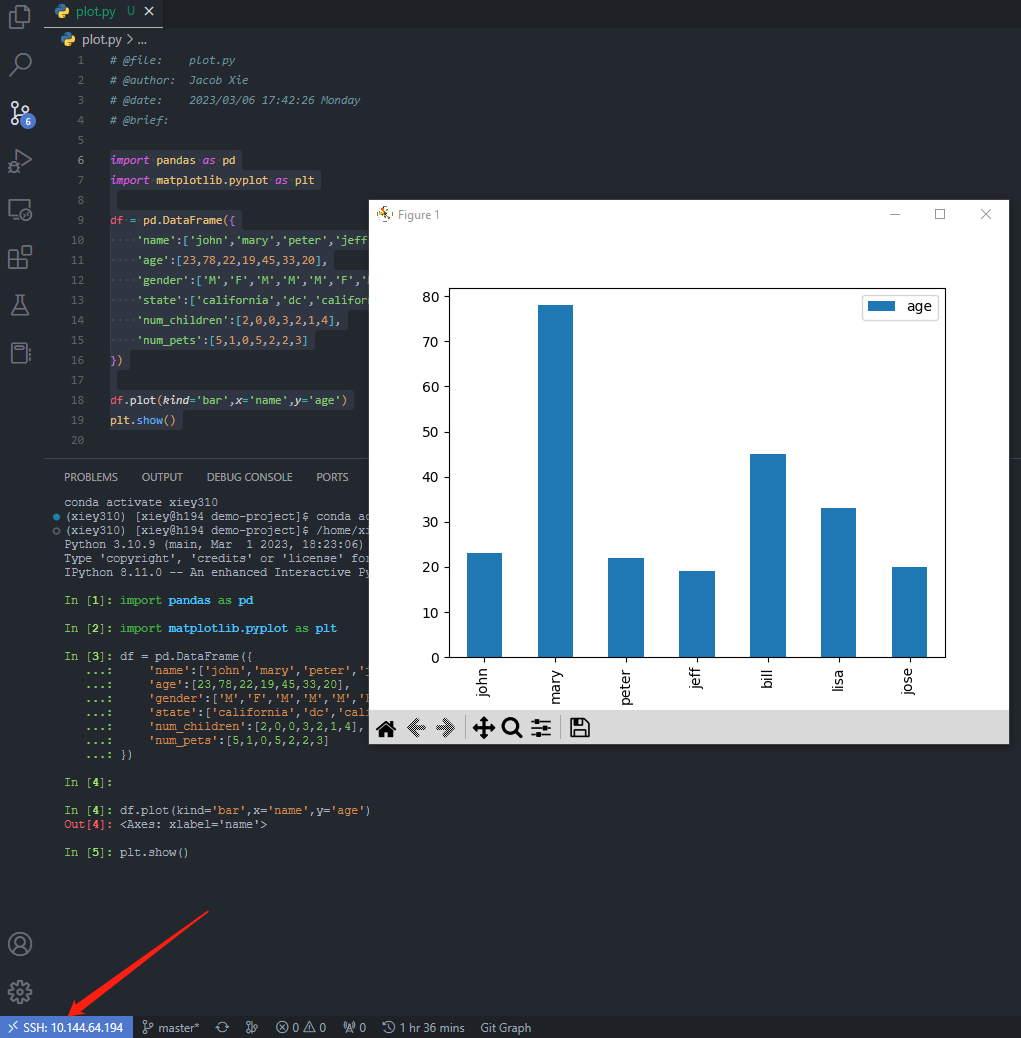 plot.py U
plot.py > ...
1 # @file: plot.py
2 # @author: Jacob Xie
3 # @date: 2023/03/06 17:42:26 Monday
4 # @brief:
5
6 import pandas as pd
7 import matplotlib.pyplot as plt
8
9 df = pd.DataFrame({
10 'name':['john','mary','peter','jeff
11 'age':[23,78,22,19,45,33,20],
12 'gender':['M','F','M','M','M','F','
13 'state':['california','dc','califor
14 'num_children':[2,0,0,3,2,1,4],
15 'num_pets':[5,1,0,5,2,2,3]
16 })
17
18 df.plot(kind='bar',x='name',y='age')
19 plt.show()
20
6
Figure 1
age
80
70
60
50
40
30
20
10
0
john
mary
peter
jeff
bill
lisa
jose
PROBLEMS OUTPUT DEBUG CONSOLE PORTS
conda activate xiey310
(xiey310) [xiey@h194 demo-project]$ conda ac
(xiey310) [xiey@h194 demo-project]$ /home/xi
Python 3.10.9 (main, Mar 1 2023, 18:23:06)
Type 'copyright', 'credits' or 'license' for
IPython 8.11.0 -- An enhanced Interactive Py
In [1]: import pandas as pd
In [2]: import matplotlib.pyplot as plt
In [3]: df = pd.DataFrame({
...: 'name':['john','mary','peter','j
...: 'age':[23,78,22,19,45,33,20],
...: 'gender':['M','F','M','M','M','F
...: 'state':['california','dc','cali
...: 'num_children':[2,0,0,3,2,1,4],
...: 'num_pets':[5,1,0,5,2,2,3]
...: })
In [4]:
In [4]: df.plot(kind='bar',x='name',y='age')
Out[4]: <Axes: xlabel='name'>
In [5]: plt.show()
SSH: 10.144.64.194 master* 0 0 0 1 hr 36 mins Git Graph